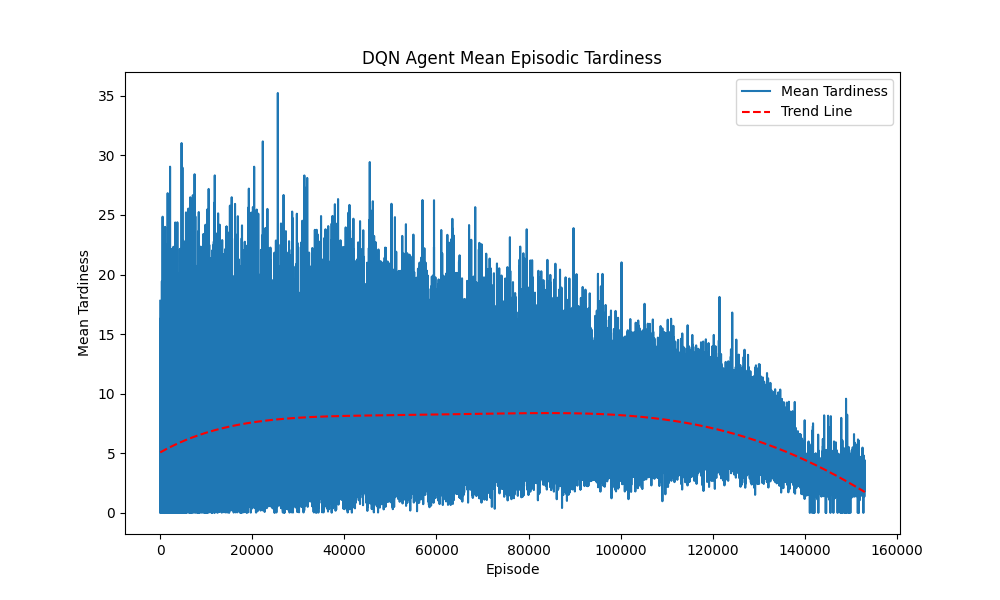 DQN Agent Mean Episodic Tardiness
Mean Tardiness
Trend Line
35
30
25
20
15
10
5
0
Mean Tardiness
0 20000 40000 60000 80000 100000 120000 140000 160000
Episode